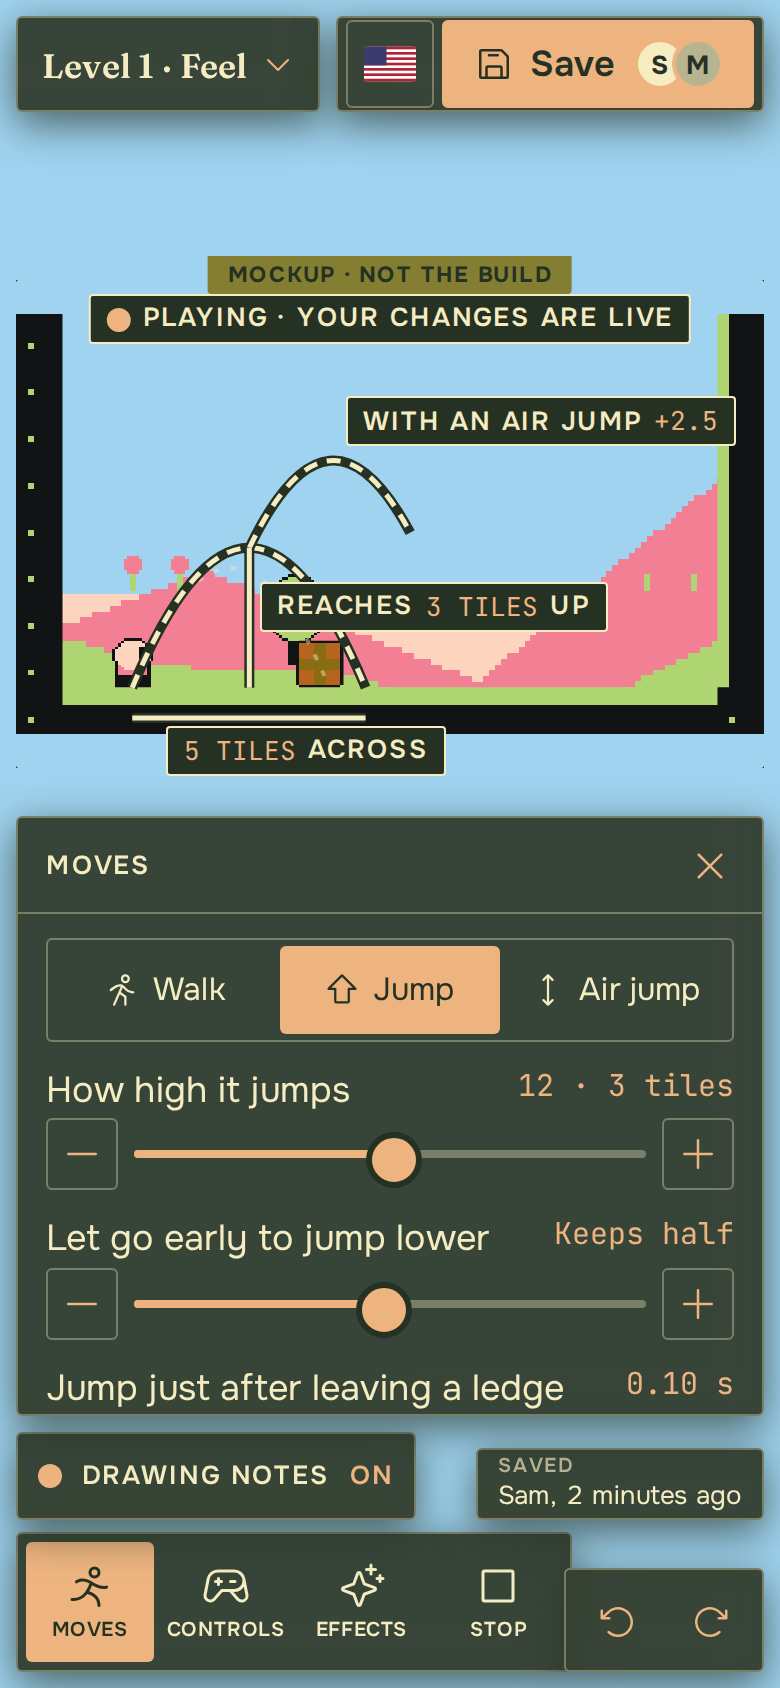 Level 1 · Feel
Save
S
M
MOCKUP · NOT THE BUILD
PLAYING · YOUR CHANGES ARE LIVE
WITH AN AIR JUMP +2.5
REACHES 3 TILES UP
5 TILES ACROSS
MOVES
Walk
Jump
Air jump
How high it jumps
12 · 3 tiles
Let go early to jump lower
Keeps half
Jump just after leaving a ledge
0.10 s
DRAWING NOTES ON
SAVED
Sam, 2 minutes ago
MOVES
CONTROLS
EFFECTS
STOP